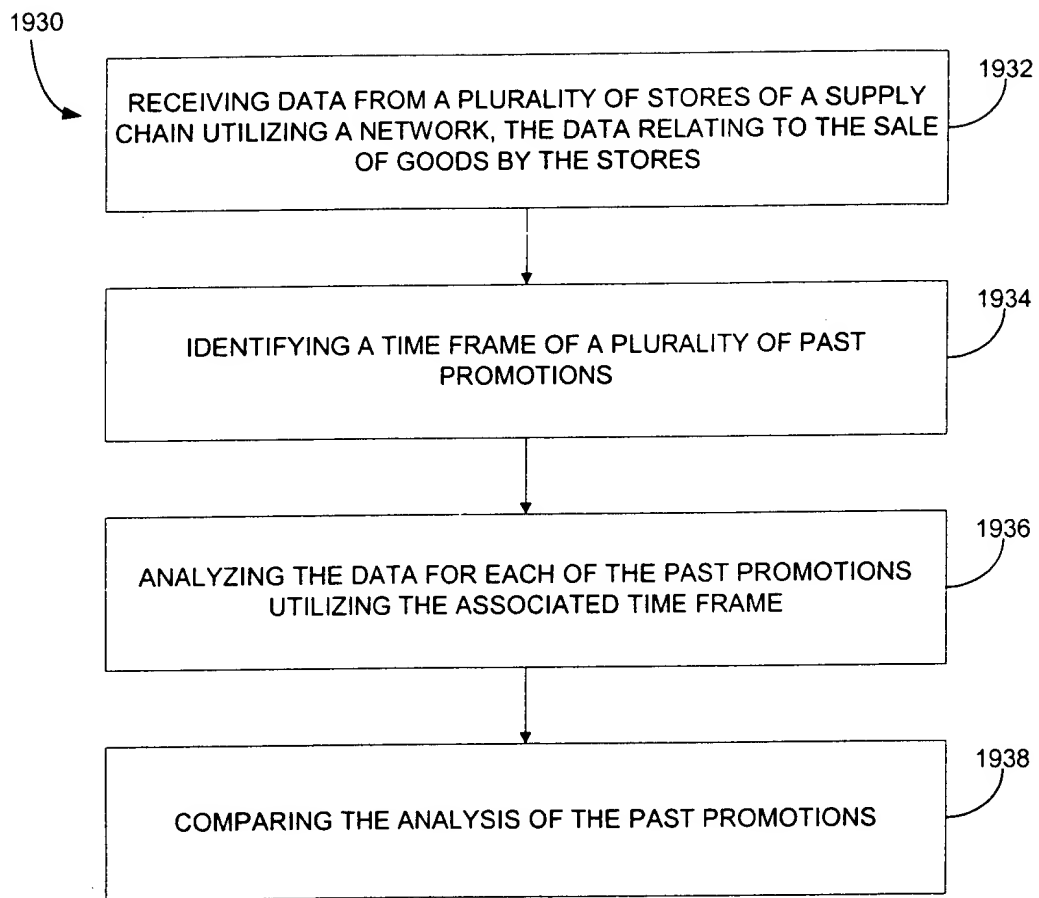 1930
1932
RECEIVING DATA FROM A PLURALITY OF STORES OF A SUPPLY
CHAIN UTILIZING A NETWORK, THE DATA RELATING TO THE SALE
OF GOODS BY THE STORES
1934
IDENTIFYING A TIME FRAME OF A PLURALITY OF PAST
PROMOTIONS
1936
ANALYZING THE DATA FOR EACH OF THE PAST PROMOTIONS
UTILIZING THE ASSOCIATED TIME FRAME
1938
COMPARING THE ANALYSIS OF THE PAST PROMOTIONS